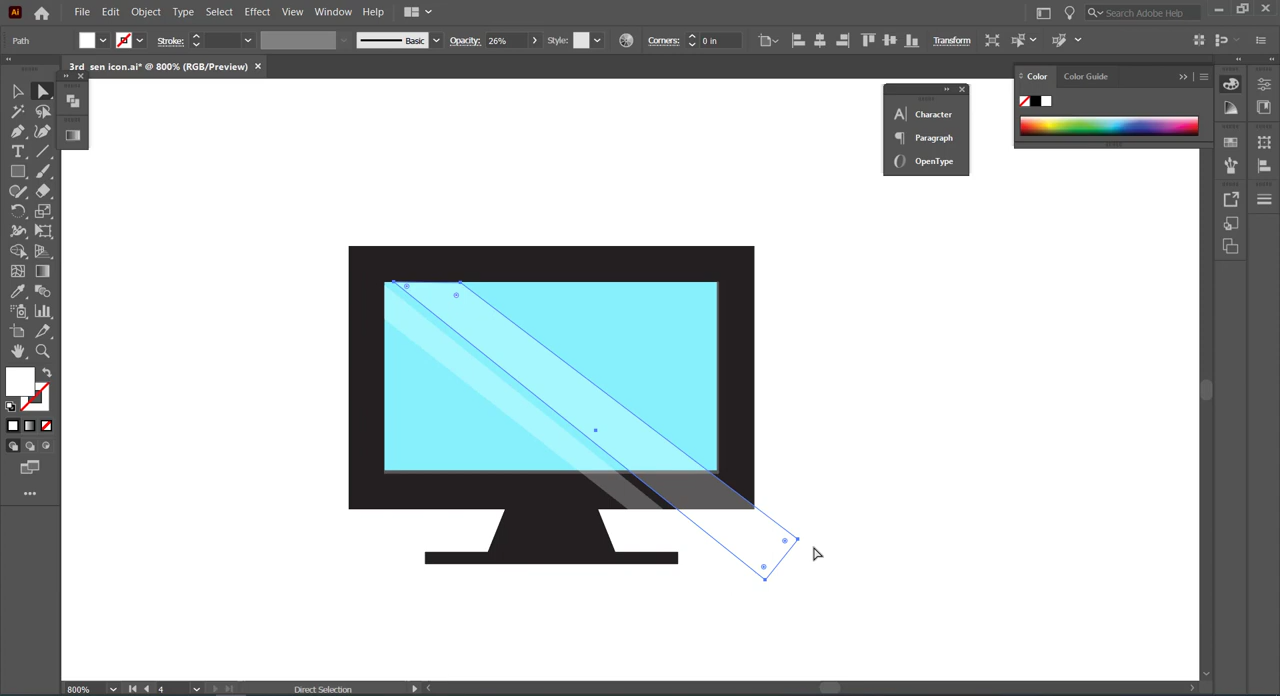 Ai File Edit Object Type Select Effect View Window Help Search Adobe Help
Path Stroke: Basic Opacity: 26% Style: Corners: 0 in Transform
3rd sen icon.ai* @ 800% (RGB/Preview)
Color Color Guide
Character
Paragraph
OpenType
800% 4 Direct Selection